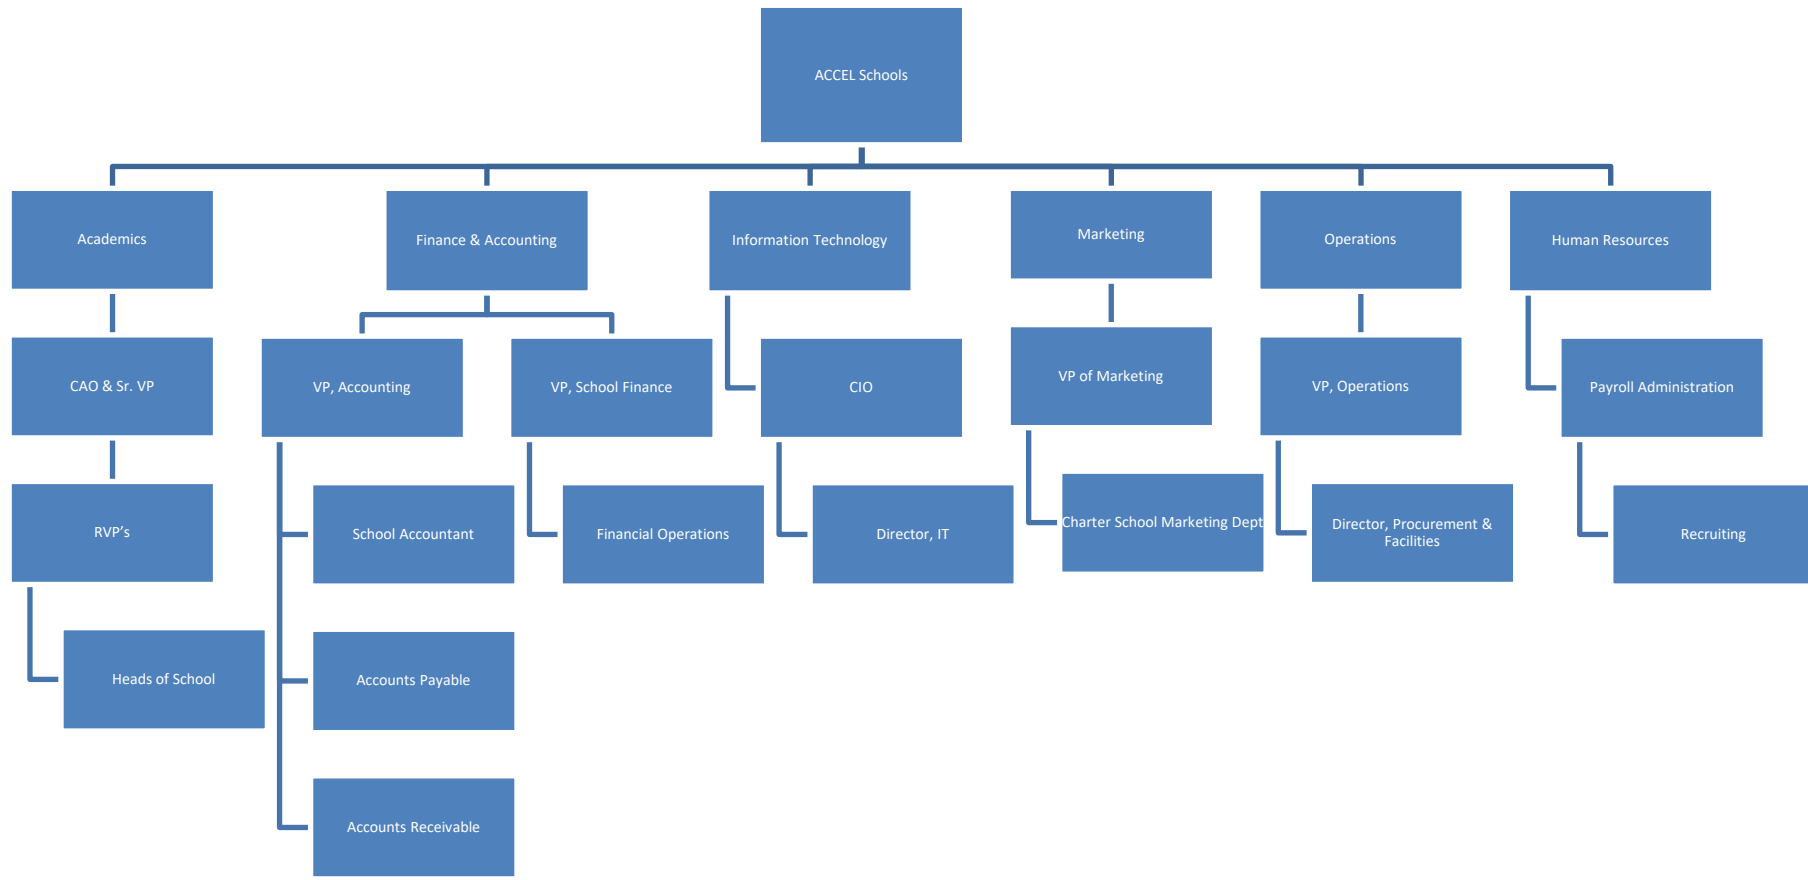 ACCEL Schools
Academics
Finance & Accounting
Information Technology
Marketing
Operations
Human Resources
CAO & Sr. VP
VP, Accounting
VP, School Finance
CIO
VP of Marketing
VP, Operations
Payroll Administration
RVP’s
School Accountant
Financial Operations
Director, IT
Charter School Marketing Dept
Director, Procurement &
Facilities
Recruiting
Heads of School
Accounts Payable
Accounts Receivable